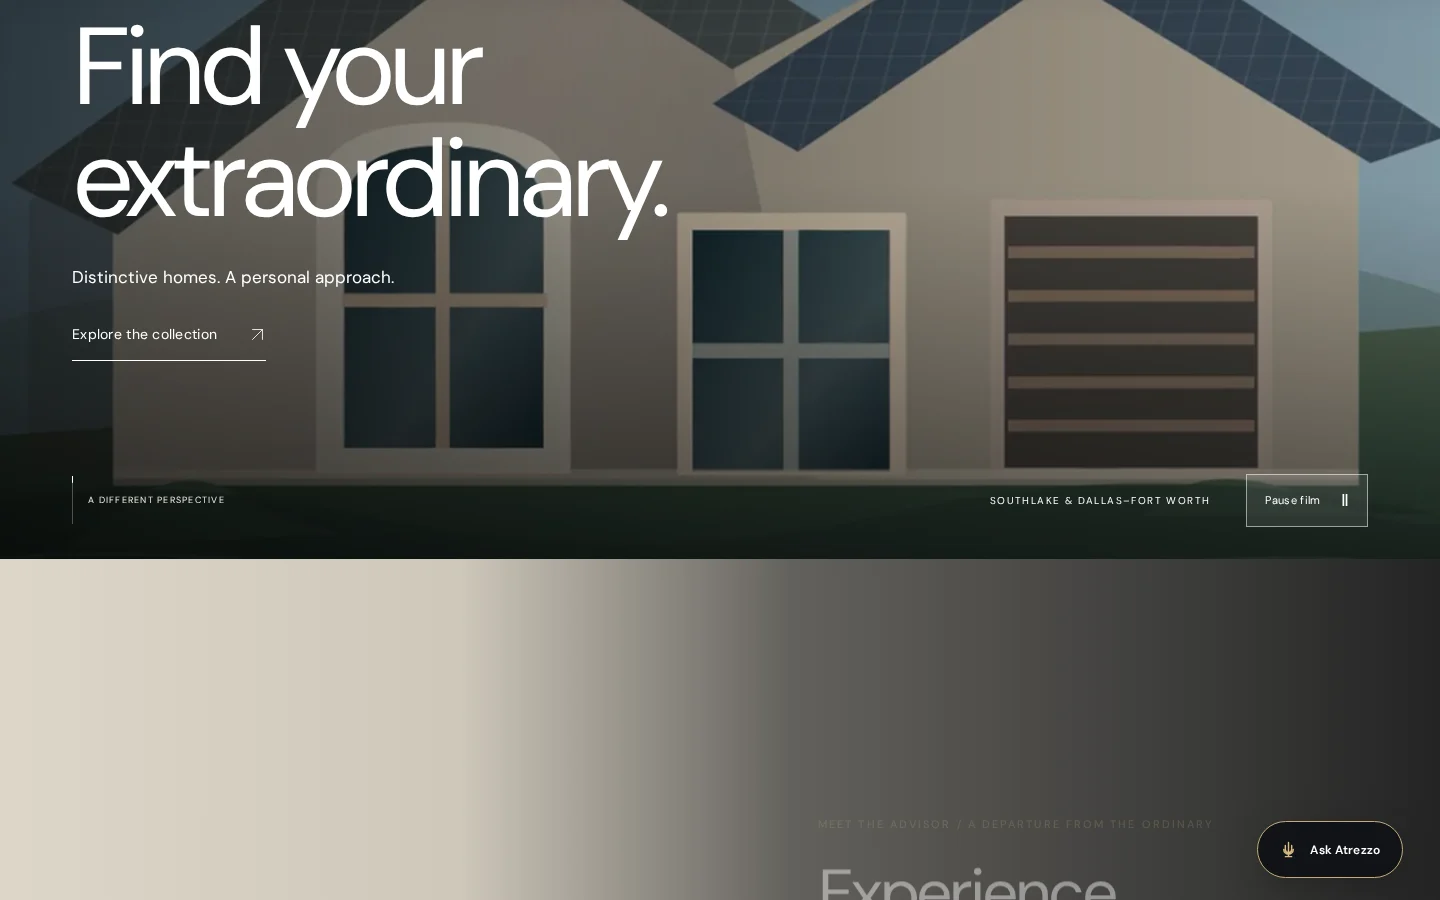 Find your
extraordinary.
Distinctive homes. A personal approach.
Explore the collection
A DIFFERENT PERSPECTIVE
SOUTHLAKE & DALLAS–FORT WORTH
Pause film
MEET THE ADVISOR / A DEPARTURE FROM THE ORDINARY
Experience
Ask Atrezzo